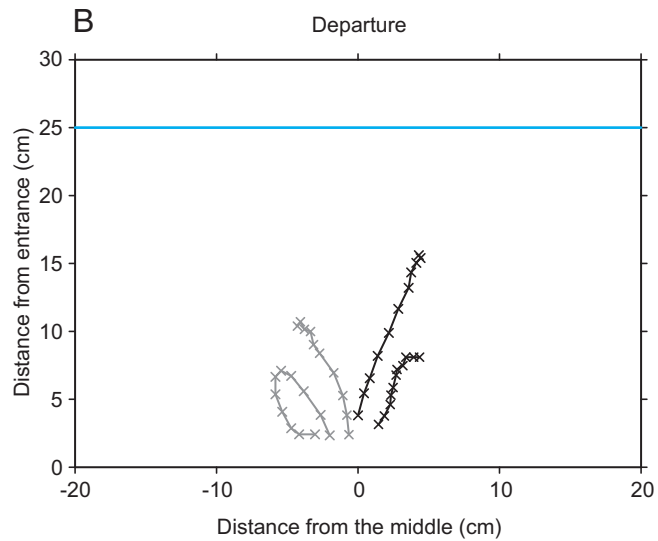 B
Departure
30
25
20
15
10
5
0
Distance from entrance (cm)
-20 -10 0 10 20
Distance from the middle (cm)